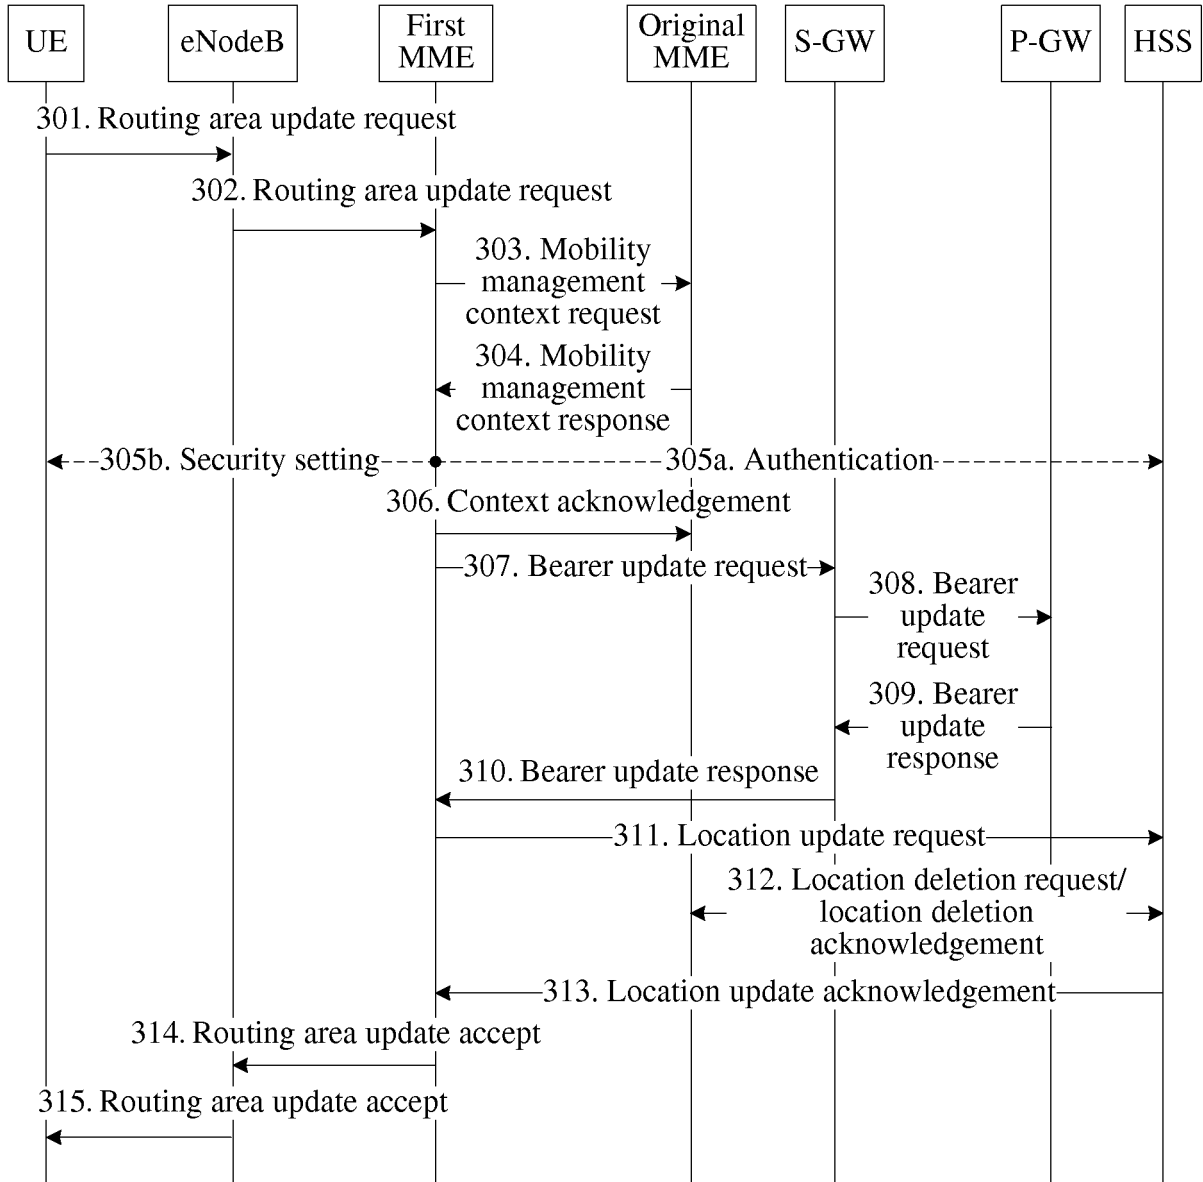 UE
eNodeB
First
MME
Original
MME
S-GW
P-GW
HSS
301. Routing area update request
302. Routing area update request
303. Mobility
management
context request
304. Mobility
management
context response
305b. Security setting
305a. Authentication
306. Context acknowledgement
307. Bearer update request
308. Bearer
update
request
309. Bearer
update
response
310. Bearer update response
311. Location update request
312. Location deletion request/
location deletion
acknowledgement
313. Location update acknowledgement
314. Routing area update accept
315. Routing area update accept